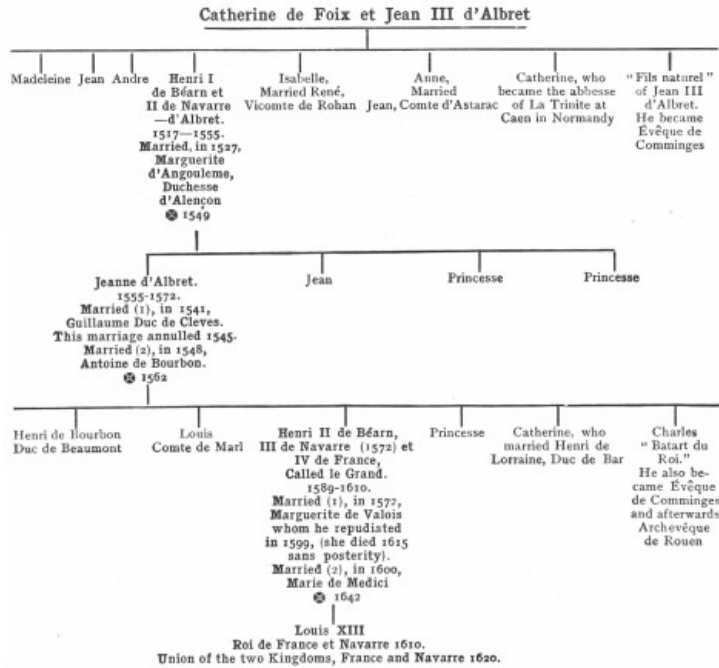 Catherine de Foix et Jean III d'Albret
Madeleine
Jean
Andre
Henri I
de Béarn et
II de Navarre
—d'Albret.
1517—1555.
Married, in 1527,
Marguerite
d'Angouleme,
Duchesse
d'Alençon
1549
Isabelle,
Married René,
Vicomte de Rohan
Anne,
Married
Jean, Comte d'Astarac
Catherine, who
became the abbesse
of La Trinite at
Caen in Normandy
"Fils naturel"
of Jean III
d'Albret.
He became
Évêque de
Comminges
Jeanne d'Albret.
1555-1572.
Married (1), in 1541,
Guillaume Duc de Cleves.
This marriage annulled 1545.
Married (2), in 1548,
Antoine de Bourbon.
1562
Jean
Princesse
Princesse
Henri de Bourbon
Duc de Beaumont
Louis
Comte de Marl
Henri II de Béarn,
III de Navarre (1572) et
IV de France,
Called le Grand.
1589-1610.
Married (1), in 1572,
Marguerite de Valois
whom he repudiated
in 1599, (she died 1615
sans posterity).
Married (2), in 1600,
Marie de Medici
1642
Princesse
Catherine, who
married Henri de
Lorraine, Duc de Bar
Charles
"Batart du
Roi."
He also be-
came Évêque
de Comminges
and afterwards
Archevêque
de Rouen
Louis XIII
Roi de France et Navarre 1610.
Union of the two Kingdoms, France and Navarre 1620.